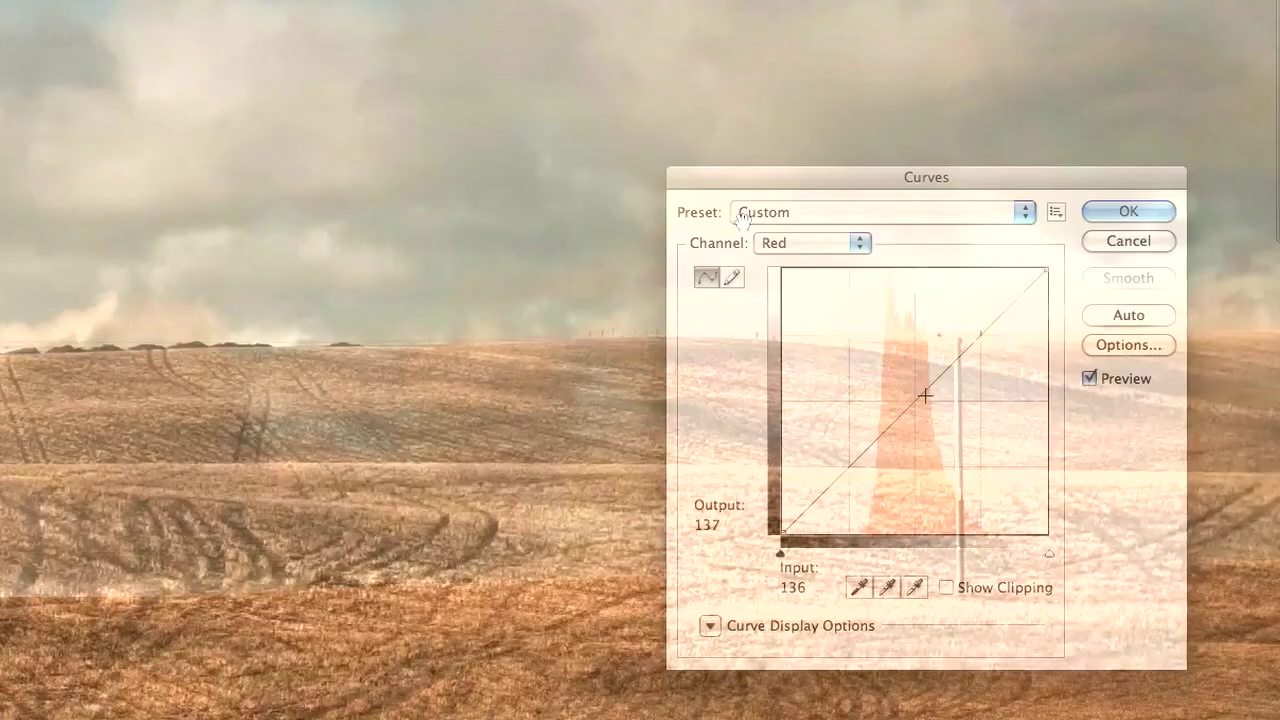 Curves
Preset: Custom
OK
Channel: Red
Cancel
Smooth
Auto
Options...
Preview
Output:
137
Input:
136
Show Clipping
Curve Display Options